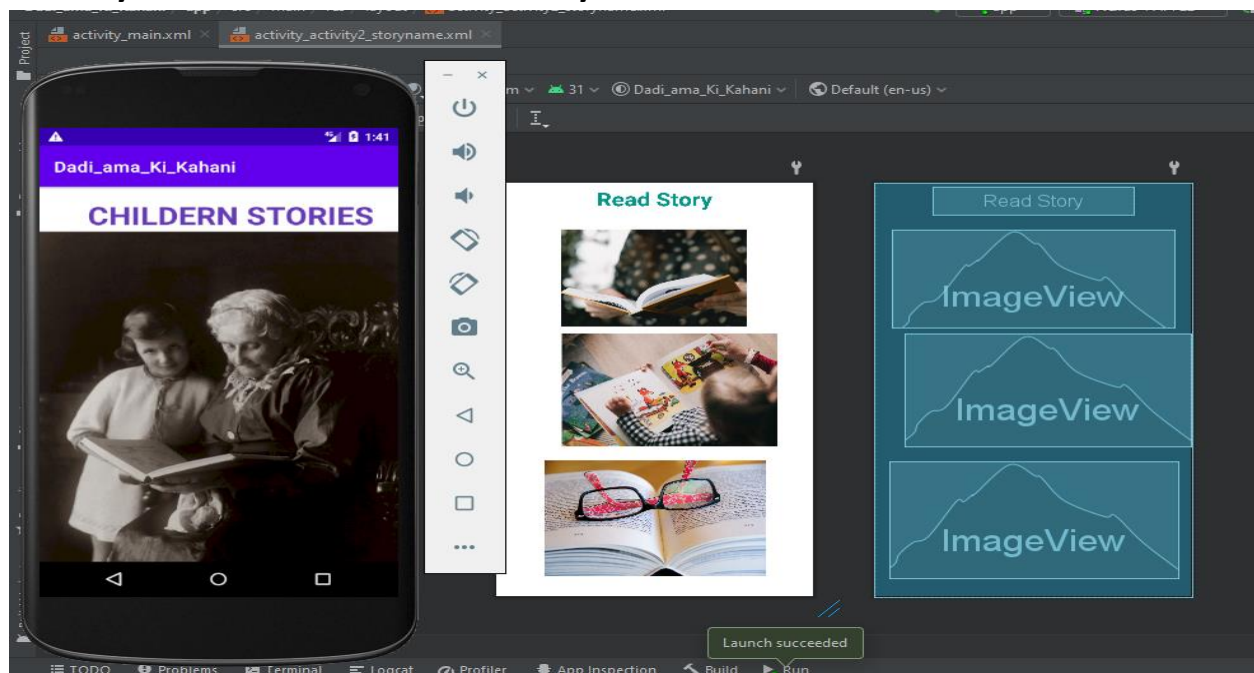 activity_main.xml
activity_activity2_storyname.xml
Project
31
Dadi_ama_Ki_Kahani
Default (en-us)
1:41
Dadi_ama_Ki_Kahani
CHILDERN STORIES
Read Story
Read Story
ImageView
ImageView
ImageView
Launch succeeded
TODO
Problems
Terminal
Logcat
Profiler
App Inspection
Build
Run